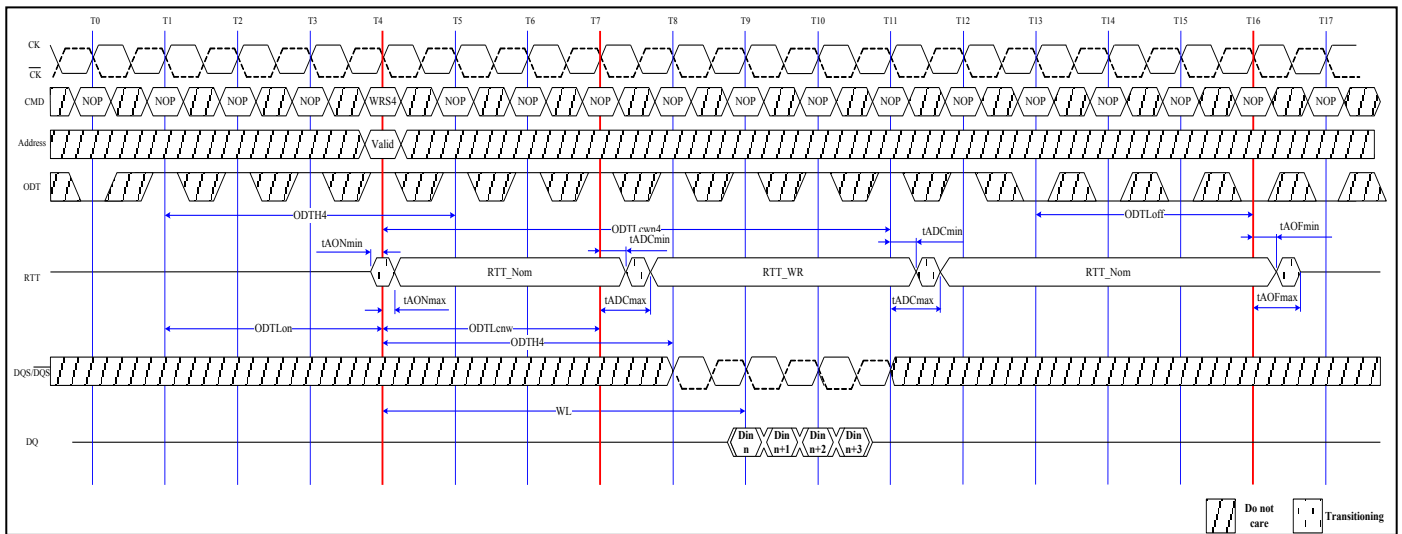 T0 T1 T2 T3 T4 T5 T6 T7 T8 T9 T10 T11 T12 T13 T14 T15 T16 T17
CK
CK
CMD NOP NOP NOP NOP WRS4 NOP NOP NOP NOP NOP NOP NOP NOP NOP NOP NOP NOP NOP
Address Valid
ODT
ODTH4 ODTLoff
ODTLcwn4
tAONmin tADCmin tADCmin tAOFmin
RTT RTT_Nom RTT_WR RTT_Nom
tAONmax tADCmax tADCmax tAOFmax
ODTLon ODTLcnw
ODTH4
DQS/DQS
WL
DQ Din n Din n+1 Din n+2 Din n+3
Do not care
Transitioning